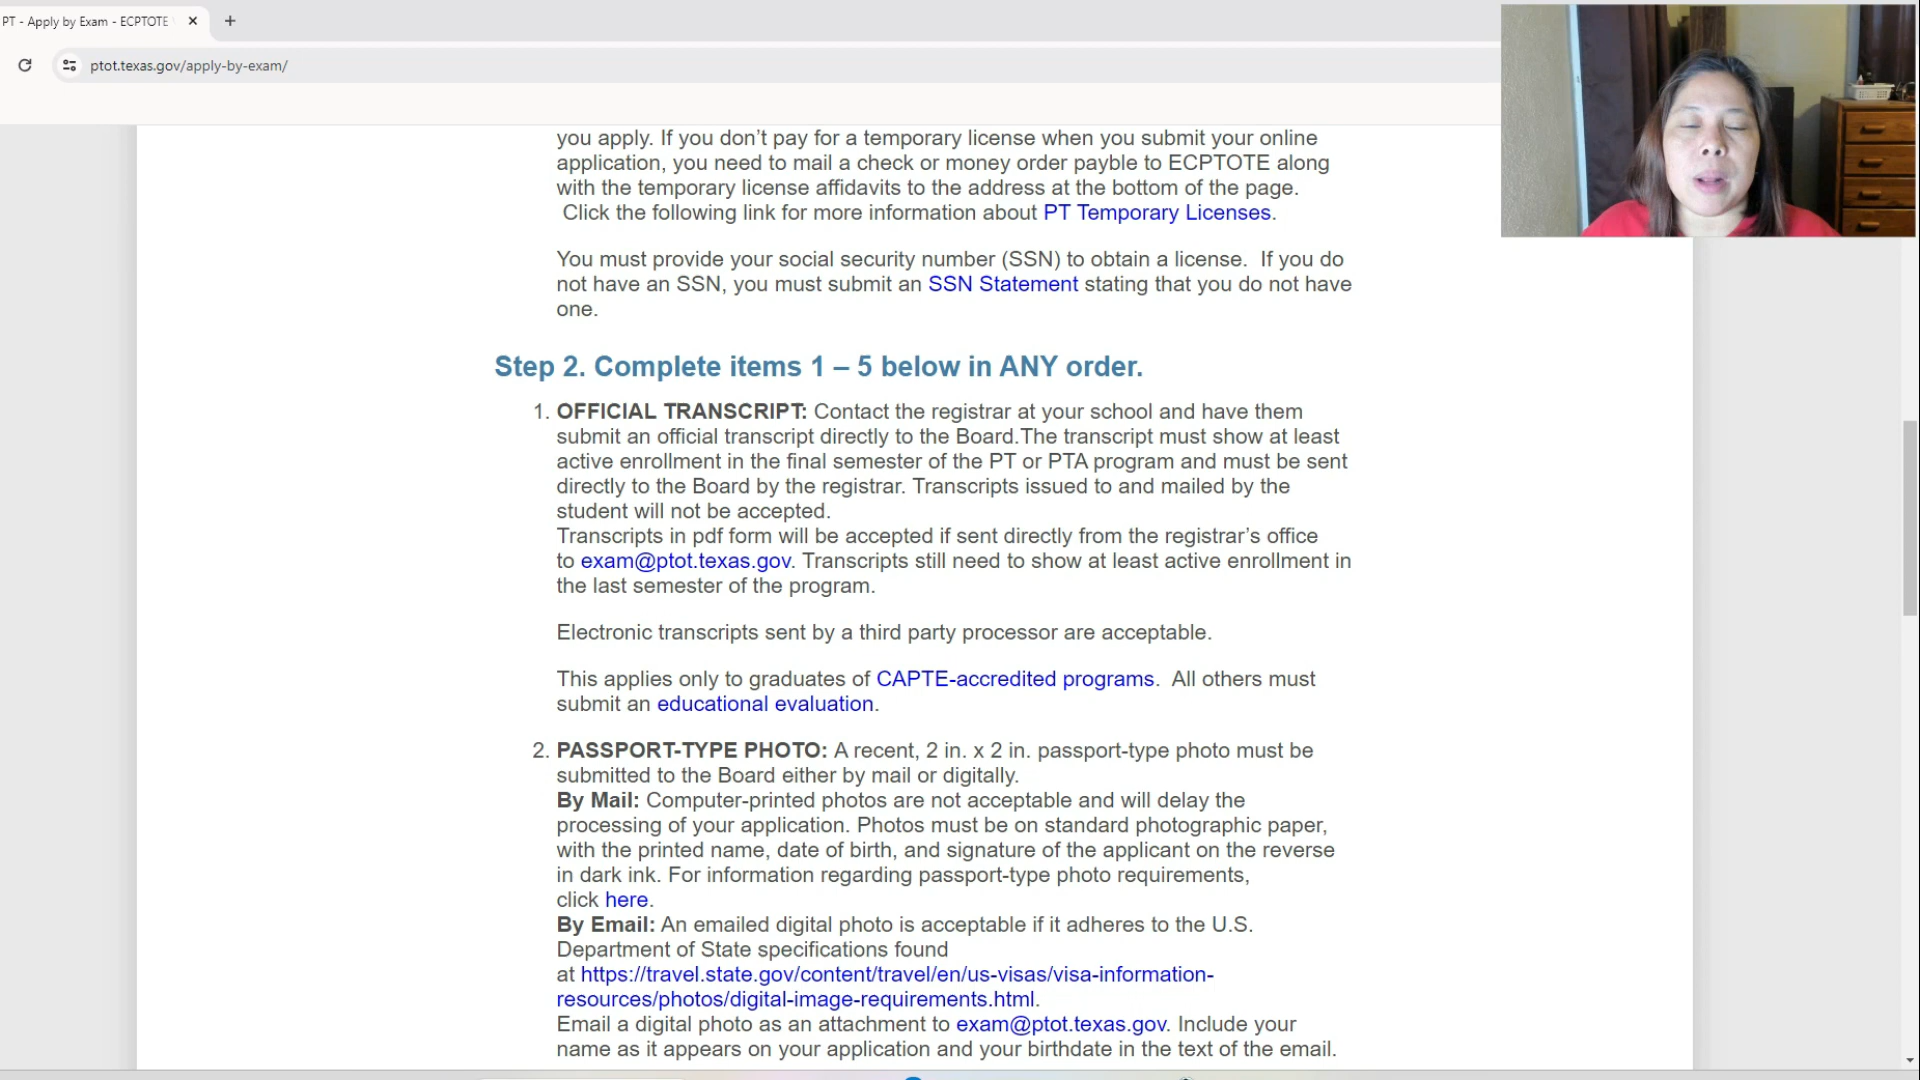 PT - Apply by Exam - ECPTOTE
ptot.texas.gov/apply-by-exam/
you apply. If you don’t pay for a temporary license when you submit your online
application, you need to mail a check or money order payble to ECPTOTE along
with the temporary license affidavits to the address at the bottom of the page.
Click the following link for more information about PT Temporary Licenses.
You must provide your social security number (SSN) to obtain a license.  If you do
not have an SSN, you must submit an SSN Statement stating that you do not have
one.
Step 2. Complete items 1 – 5 below in ANY order.
1. OFFICIAL TRANSCRIPT: Contact the registrar at your school and have them
submit an official transcript directly to the Board.The transcript must show at least
active enrollment in the final semester of the PT or PTA program and must be sent
directly to the Board by the registrar. Transcripts issued to and mailed by the
student will not be accepted.
Transcripts in pdf form will be accepted if sent directly from the registrar’s office
to exam@ptot.texas.gov. Transcripts still need to show at least active enrollment in
the last semester of the program.
Electronic transcripts sent by a third party processor are acceptable.
This applies only to graduates of CAPTE-accredited programs.  All others must
submit an educational evaluation.
2. PASSPORT-TYPE PHOTO: A recent, 2 in. x 2 in. passport-type photo must be
submitted to the Board either by mail or digitally.
By Mail: Computer-printed photos are not acceptable and will delay the
processing of your application. Photos must be on standard photographic paper,
with the printed name, date of birth, and signature of the applicant on the reverse
in dark ink. For information regarding passport-type photo requirements,
click here.
By Email: An emailed digital photo is acceptable if it adheres to the U.S.
Department of State specifications found
at https://travel.state.gov/content/travel/en/us-visas/visa-information-
resources/photos/digital-image-requirements.html.
Email a digital photo as an attachment to exam@ptot.texas.gov. Include your
name as it appears on your application and your birthdate in the text of the email.